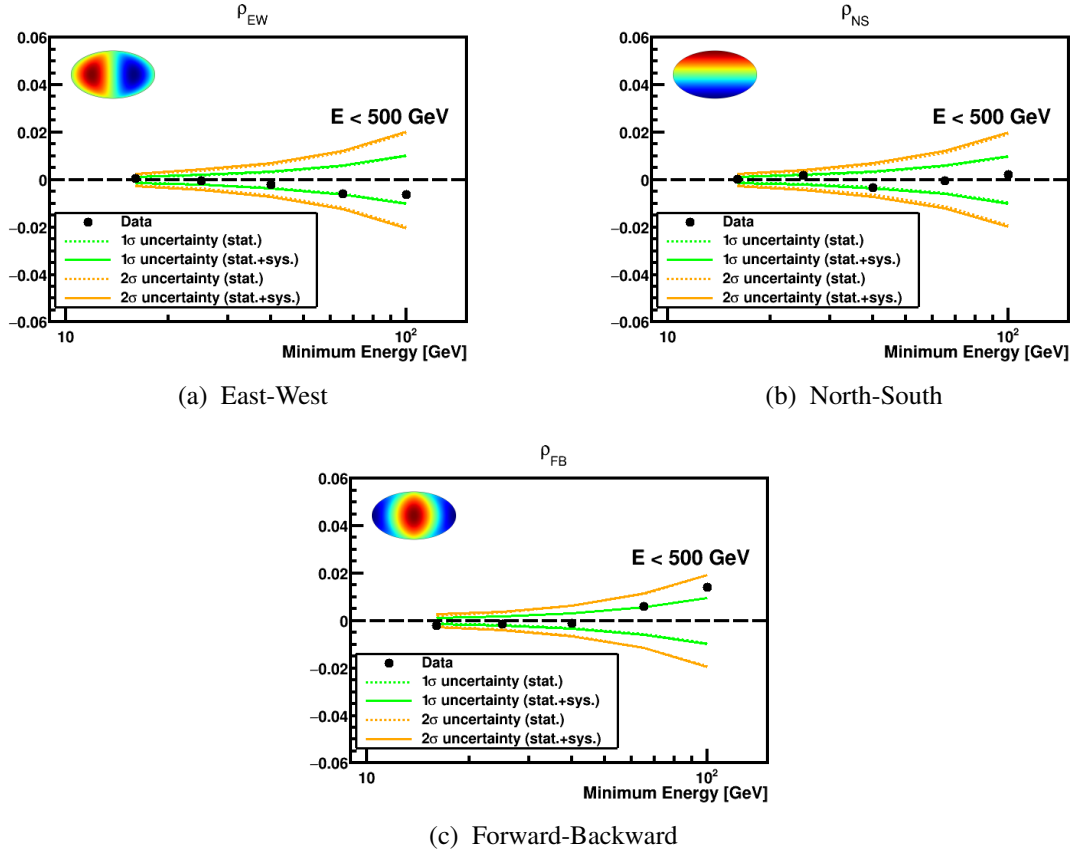 ρEW
0.06
0.04
0.02
0
−0.02
−0.04
−0.06
E < 500 GeV
Data
1σ uncertainty (stat.)
1σ uncertainty (stat.+sys.)
2σ uncertainty (stat.)
2σ uncertainty (stat.+sys.)
10
10²
Minimum Energy [GeV]
(a) East-West
ρNS
0.06
0.04
0.02
0
−0.02
−0.04
−0.06
E < 500 GeV
Data
1σ uncertainty (stat.)
1σ uncertainty (stat.+sys.)
2σ uncertainty (stat.)
2σ uncertainty (stat.+sys.)
10
10²
Minimum Energy [GeV]
(b) North-South
ρFB
0.06
0.04
0.02
0
−0.02
−0.04
−0.06
E < 500 GeV
Data
1σ uncertainty (stat.)
1σ uncertainty (stat.+sys.)
2σ uncertainty (stat.)
2σ uncertainty (stat.+sys.)
10
10²
Minimum Energy [GeV]
(c) Forward-Backward